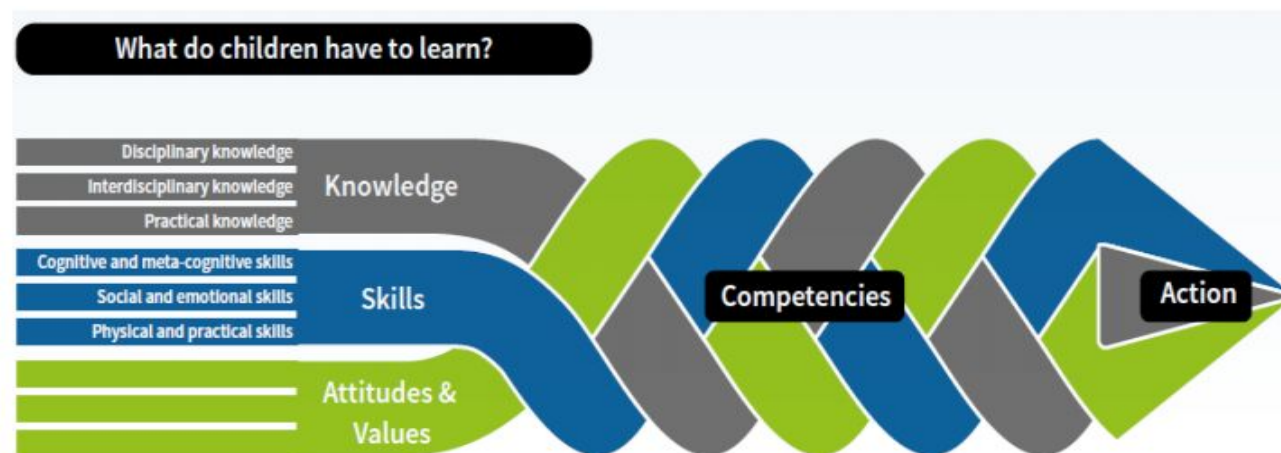 What do children have to learn?
Disciplinary knowledge
Interdisciplinary knowledge
Practical knowledge
Knowledge
Cognitive and meta-cognitive skills
Social and emotional skills
Physical and practical skills
Skills
Attitudes &
Values
Competencies
Action